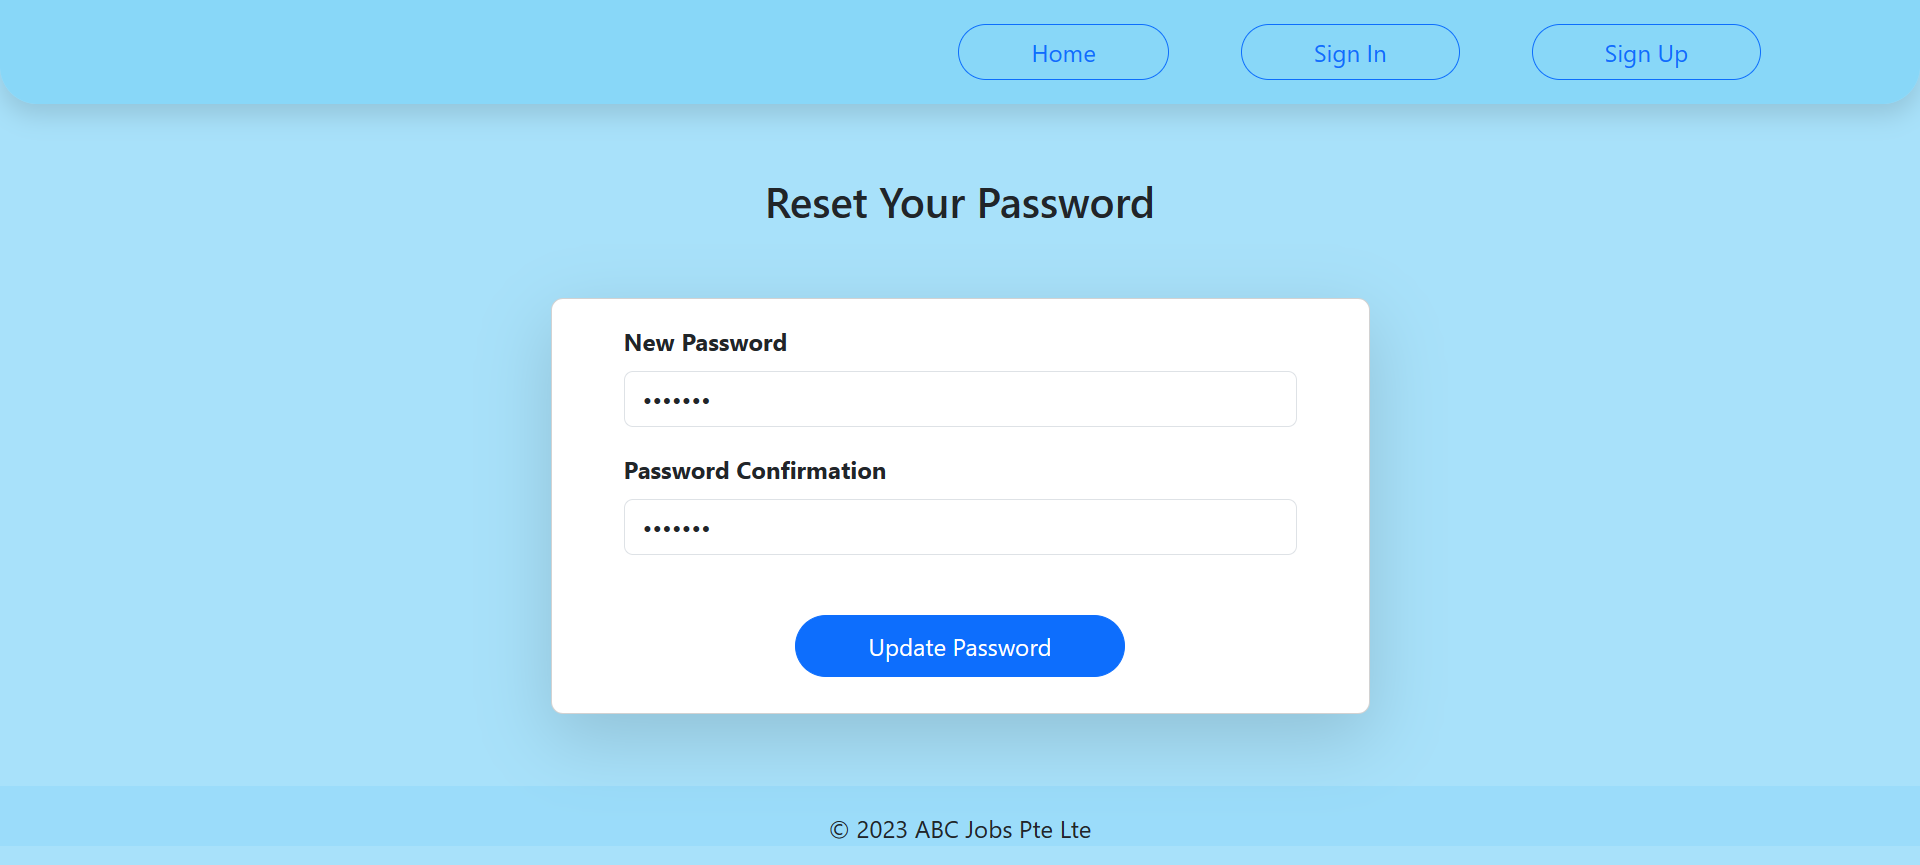 Home Sign In Sign Up
Reset Your Password
New Password
•••••••
Password Confirmation
•••••••
Update Password
© 2023 ABC Jobs Pte Lte